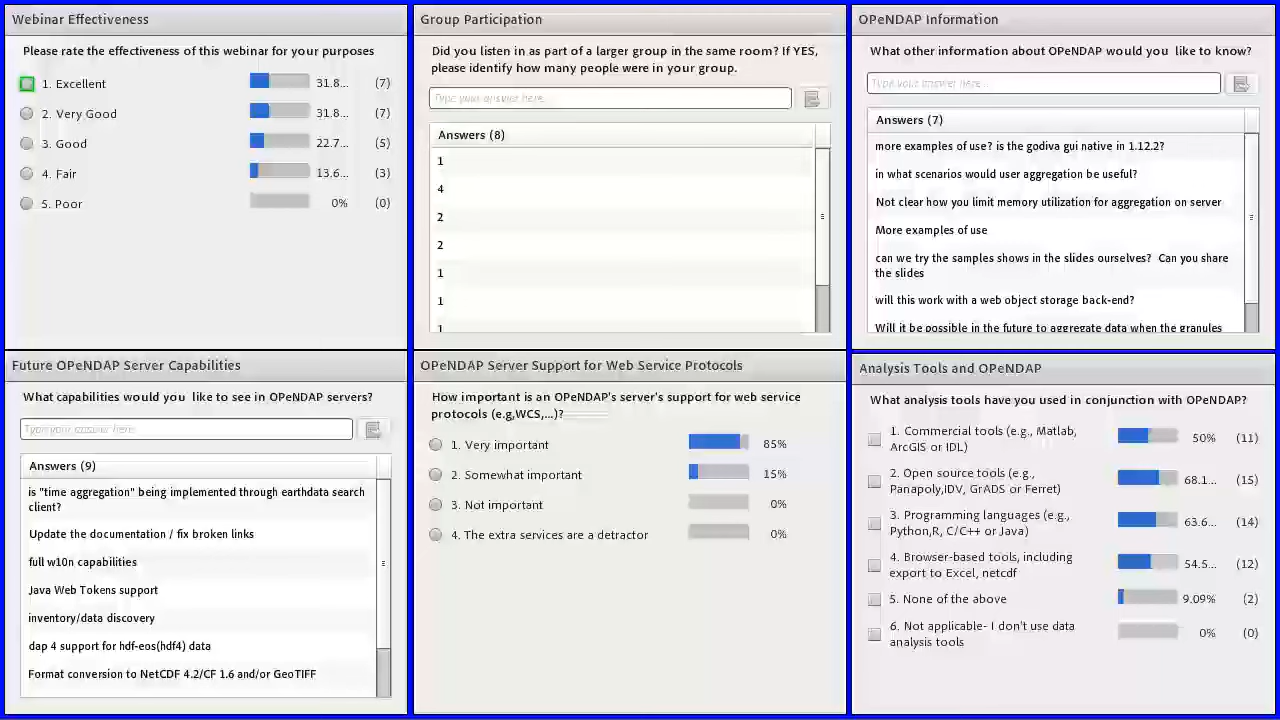 Webinar Effectiveness
Please rate the effectiveness of this webinar for your purposes
1. Excellent 31.8... (7)
2. Very Good 31.8... (7)
3. Good 22.7... (5)
4. Fair 13.6... (3)
5. Poor 0% (0)
Group Participation
Did you listen in as part of a larger group in the same room? If YES,
please identify how many people were in your group.
Type your answer here...
Answers (8)
1
4
2
2
1
1
1
OPeNDAP Information
What other information about OPeNDAP would you like to know?
Type your answer here...
Answers (7)
more examples of use? is the godiva gui native in 1.12.2?
in what scenarios would user aggregation be useful?
Not clear how you limit memory utilization for aggregation on server
More examples of use
can we try the samples shows in the slides ourselves? Can you share
the slides
will this work with a web object storage back-end?
Will it be possible in the future to aggregate data when the granules
Future OPeNDAP Server Capabilities
What capabilities would you like to see in OPeNDAP servers?
Type your answer here...
Answers (9)
is "time aggregation" being implemented through earthdata search
client?
Update the documentation / fix broken links
full w10n capabilities
Java Web Tokens support
inventory/data discovery
dap 4 support for hdf-eos(hdf4) data
Format conversion to NetCDF 4.2/CF 1.6 and/or GeoTIFF
OPeNDAP Server Support for Web Service Protocols
How important is an OPeNDAP's server's support for web service
protocols (e.g,WCS,...)?
1. Very important 85%
2. Somewhat important 15%
3. Not important 0%
4. The extra services are a detractor 0%
Analysis Tools and OPeNDAP
What analysis tools have you used in conjunction with OPeNDAP?
1. Commercial tools (e.g., Matlab,
ArcGIS or IDL) 50% (11)
2. Open source tools (e.g.,
Panapoly,IDV, GrADS or Ferret) 68.1... (15)
3. Programming languages (e.g.,
Python,R, C/C++ or Java) 63.6... (14)
4. Browser-based tools, including
export to Excel, netcdf 54.5... (12)
5. None of the above 9.09% (2)
6. Not applicable- I don't use data
analysis tools 0% (0)